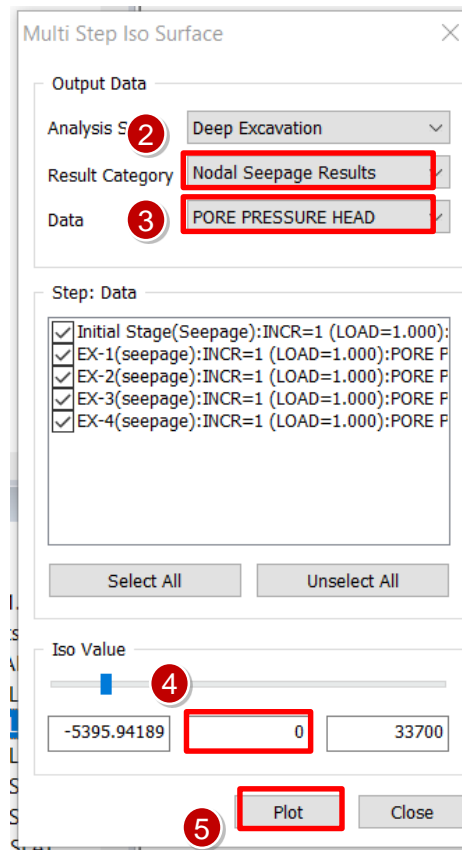 Multi Step Iso Surface
Output Data
Analysis S 2 Deep Excavation
Result Category Nodal Seepage Results
Data 3 PORE PRESSURE HEAD
Step: Data
Initial Stage(Seepage):INCR=1 (LOAD=1.000):
EX-1(seepage):INCR=1 (LOAD=1.000):PORE P
EX-2(seepage):INCR=1 (LOAD=1.000):PORE P
EX-3(seepage):INCR=1 (LOAD=1.000):PORE P
EX-4(seepage):INCR=1 (LOAD=1.000):PORE P
Select All Unselect All
Iso Value
4
-5395.94189 0 33700
5 Plot Close